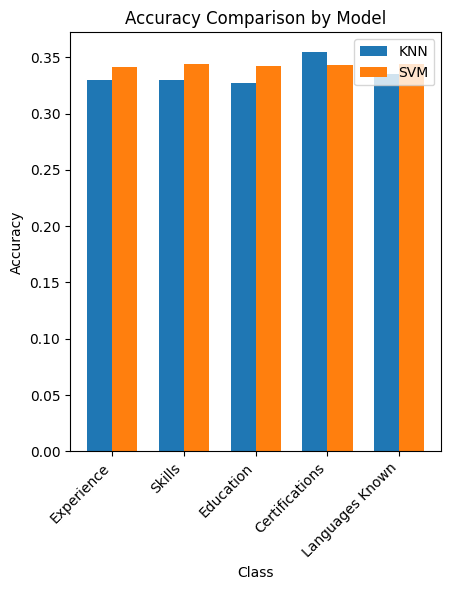 Accuracy Comparison by Model
KNN
SVM
Accuracy
0.35
0.30
0.25
0.20
0.15
0.10
0.05
0.00
Experience
Skills
Education
Certifications
Languages Known
Class